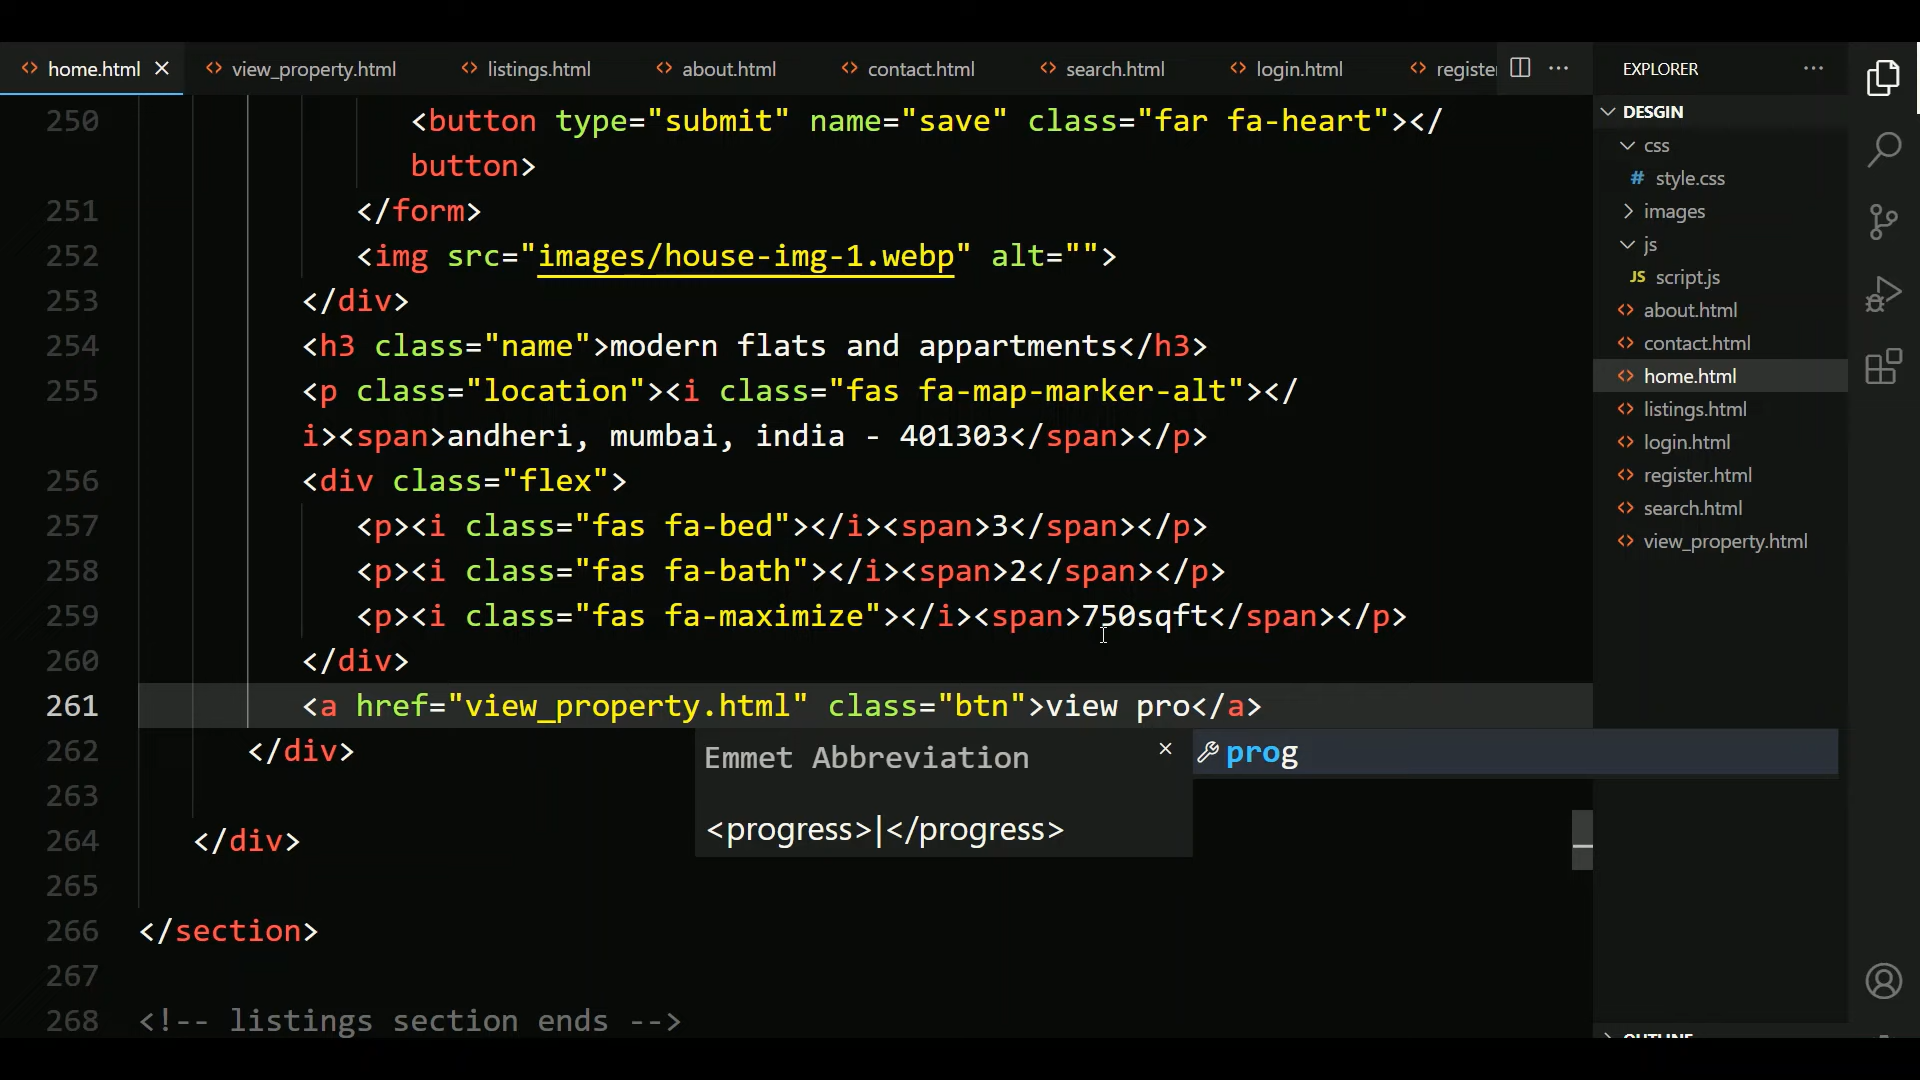 home.html
view_property.html
listings.html
about.html
contact.html
search.html
login.html
register
EXPLORER
250 <button type="submit" name="save" class="far fa-heart"></
button>
251 </form>
252 <img src="images/house-img-1.webp" alt="">
253 </div>
254 <h3 class="name">modern flats and appartments</h3>
255 <p class="location"><i class="fas fa-map-marker-alt"></
i><span>andheri, mumbai, india - 401303</span></p>
256 <div class="flex">
257 <p><i class="fas fa-bed"></i><span>3</span></p>
258 <p><i class="fas fa-bath"></i><span>2</span></p>
259 <p><i class="fas fa-maximize"></i><span>750sqft</span></p>
260 </div>
261 <a href="view_property.html" class="btn">view pro</a>
262 </div>
263
264 </div>
265
266 </section>
267
268 <!-- listings section ends -->
Emmet Abbreviation
<progress>|</progress>
prog
DESGIN
css
# style.css
images
js
JS script.js
about.html
contact.html
home.html
listings.html
login.html
register.html
search.html
view_property.html
OUTLINE